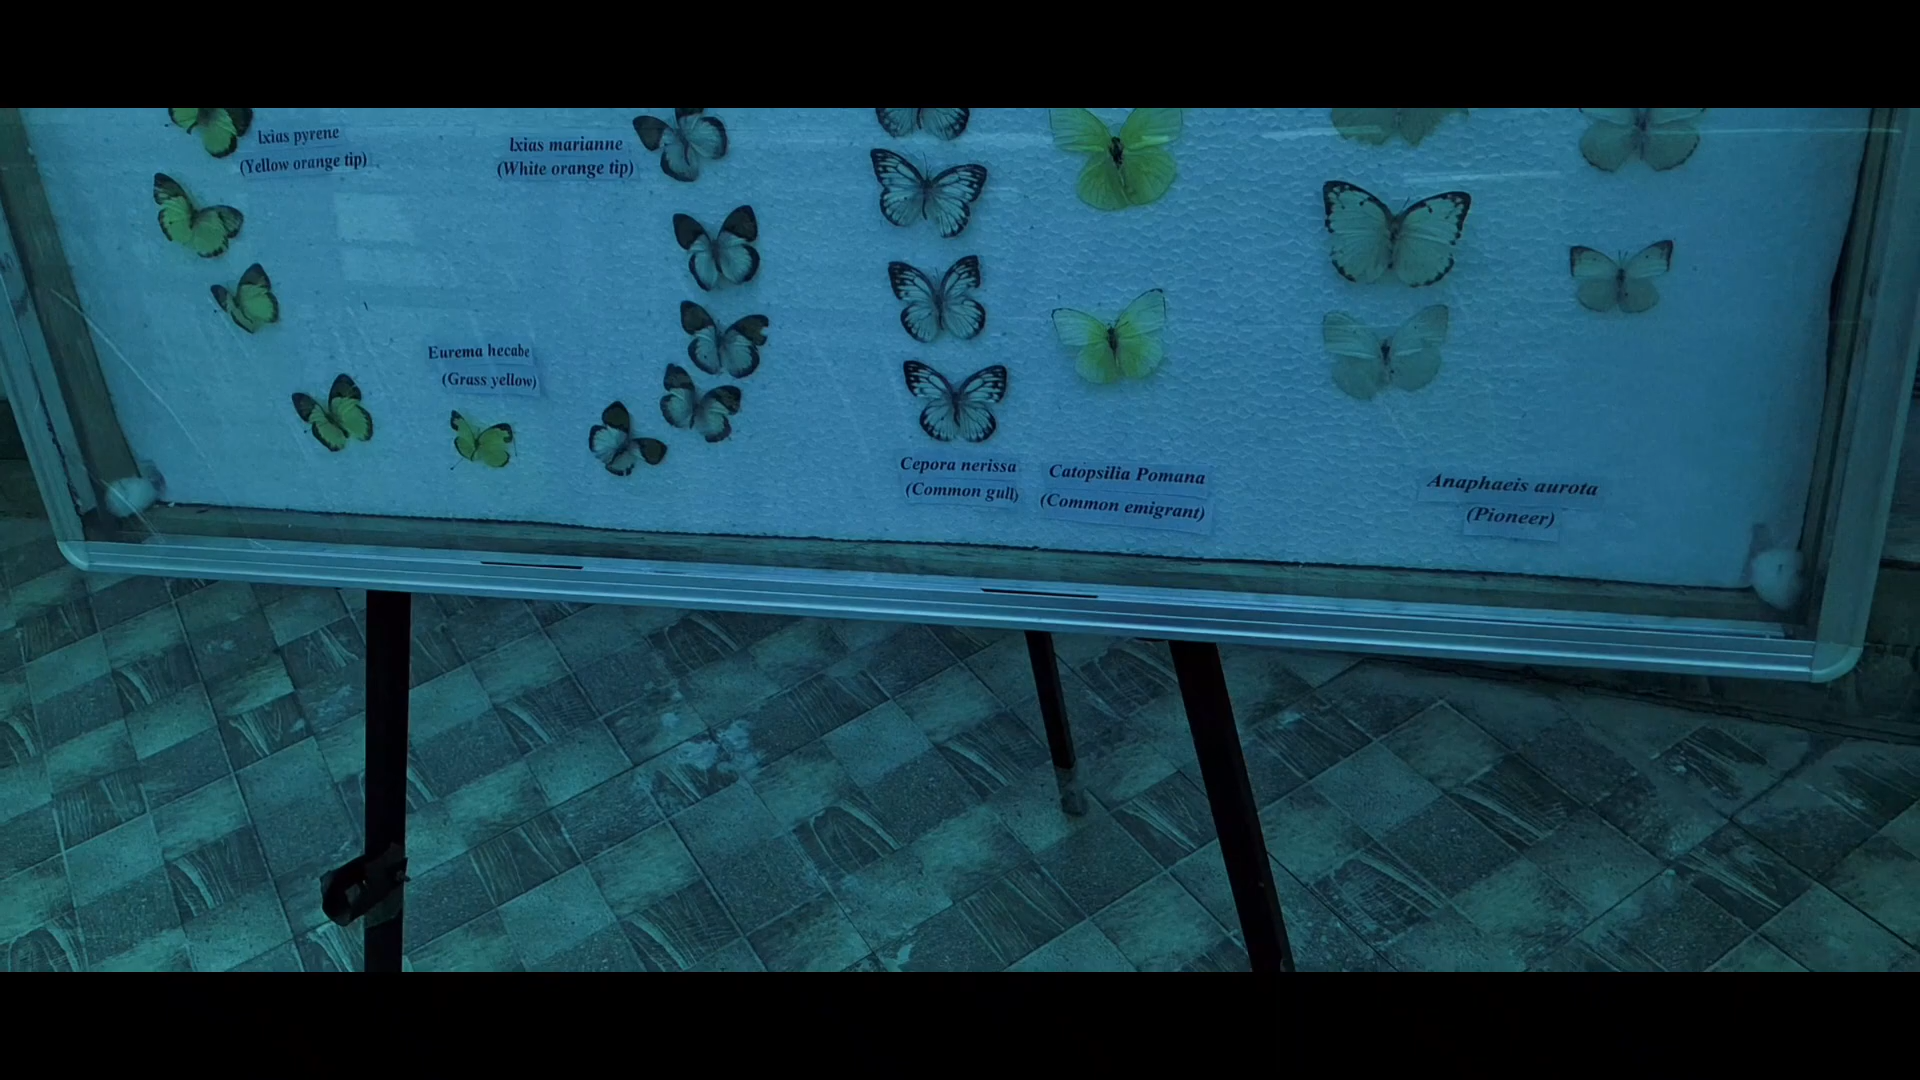 Ixias pyrene
(Yellow orange tip)
Ixias marianne
(White orange tip)
Eurema hecabe
(Grass yellow)
Cepora nerissa
(Common gull)
Catopsilia Pomana
(Common emigrant)
Anaphaeis aurota
(Pioneer)